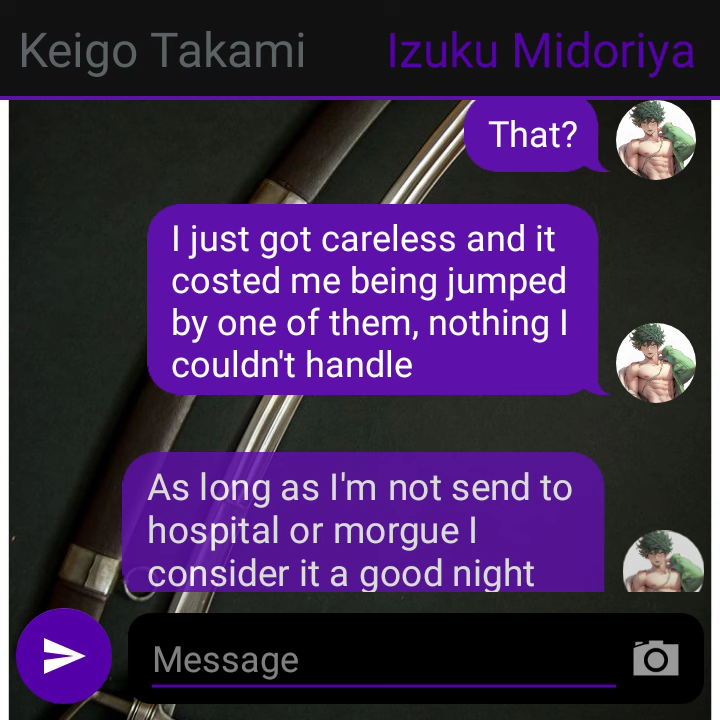 Keigo Takami
Izuku Midoriya
That?
I just got careless and it
costed me being jumped
by one of them, nothing I
couldn't handle
As long as I'm not send to
hospital or morgue I
consider it a good night
Message